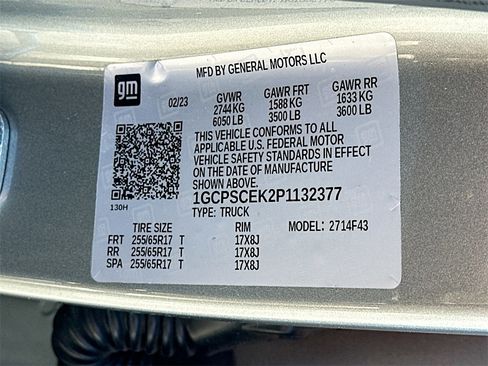 MFD BY GENERAL MOTORS LLC
gm
02/23 GVWR GAWR FRT GAWR RR
2744 KG 1588 KG 1633 KG
6050 LB 3500 LB 3600 LB
THIS VEHICLE CONFORMS TO ALL
APPLICABLE U.S. FEDERAL MOTOR
VEHICLE SAFETY STANDARDS IN EFFECT
ON THE DATE OF MANUFACTURE
SHOWN ABOVE.
1GCPSCEK2P1132377
130H TYPE: TRUCK
TIRE SIZE RIM MODEL: 2714F43
FRT 255/65R17 T 17X8J
RR 255/65R17 T 17X8J
SPA 255/65R17 T 17X8J